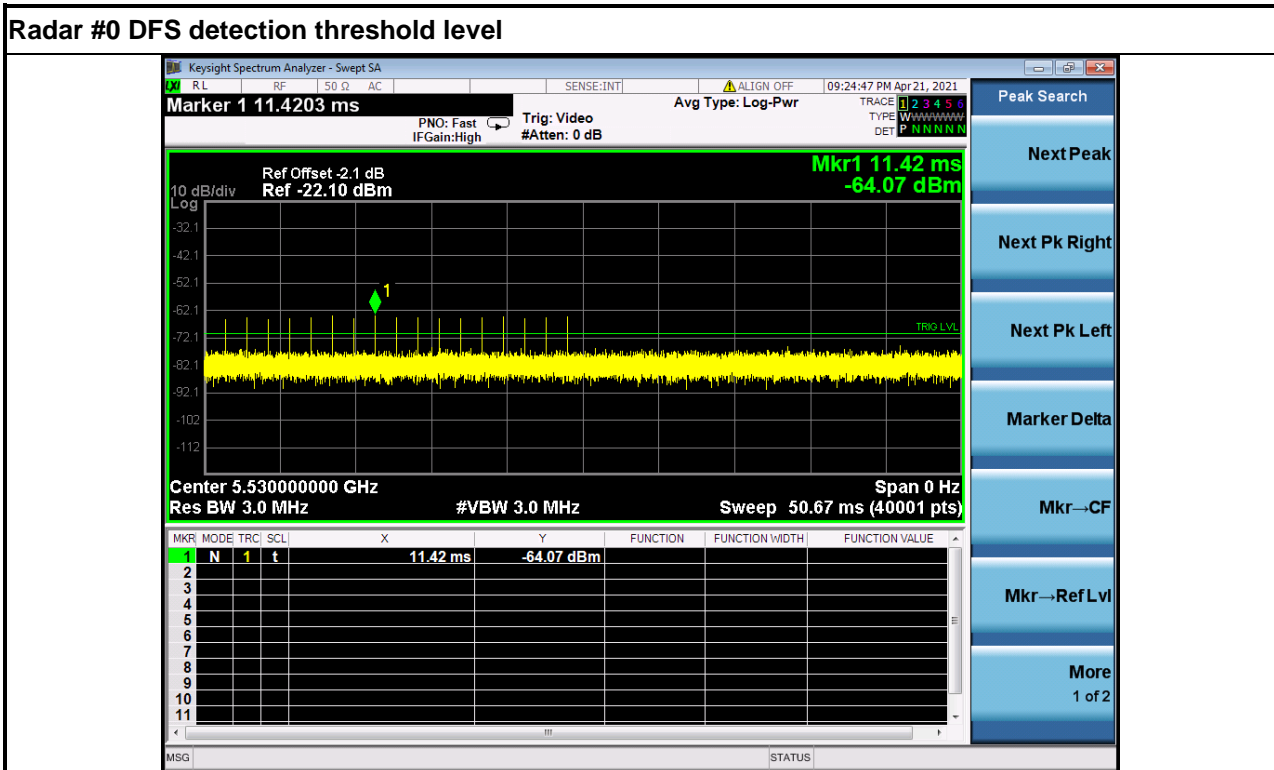 Radar #0 DFS detection threshold level
Keysight Spectrum Analyzer - Swept SA
LXI RL RF 50 Ω AC SENSE:INT ALIGN OFF 09:24:47 PM Apr 21, 2021
Marker 1 11.4203 ms
PNO: Fast
IFGain:High
Trig: Video
#Atten: 0 dB
Avg Type: Log-Pwr
TRACE 1 2 3 4 5 6
TYPE WWWWWW
DET P N N N N N
Peak Search
Next Peak
Next Pk Right
Next Pk Left
Marker Delta
Mkr→CF
Mkr→Ref Lvl
More
1 of 2
Mkr1 11.42 ms
-64.07 dBm
Ref Offset -2.1 dB
10 dB/div Ref -22.10 dBm
Log
-32.1
-42.1
-52.1
1
-62.1
TRIG LVL
-72.1
-82.1
-92.1
-102
-112
Center 5.530000000 GHz Span 0 Hz
Res BW 3.0 MHz #VBW 3.0 MHz Sweep 50.67 ms (40001 pts)
MKR MODE TRC SCL X Y FUNCTION FUNCTION WIDTH FUNCTION VALUE
1 N 1 t 11.42 ms -64.07 dBm
2
3
4
5
6
7
8
9
10
11
MSG STATUS